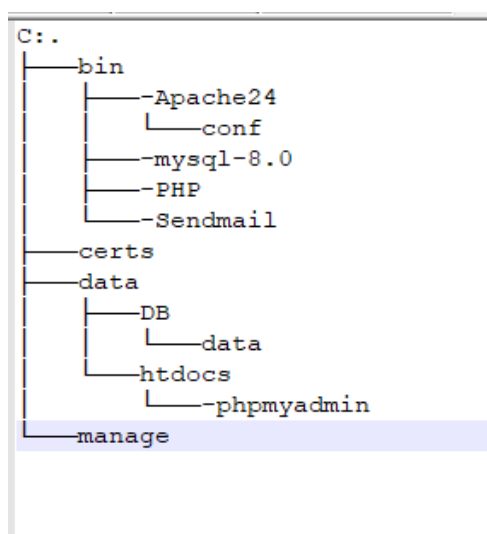 C:.
├───bin
│   ├───-Apache24
│   │   └───conf
│   ├───-mysql-8.0
│   ├───-PHP
│   └───-Sendmail
├───certs
├───data
│   ├───DB
│   │   └───data
│   └───htdocs
│       └───-phpmyadmin
└───manage